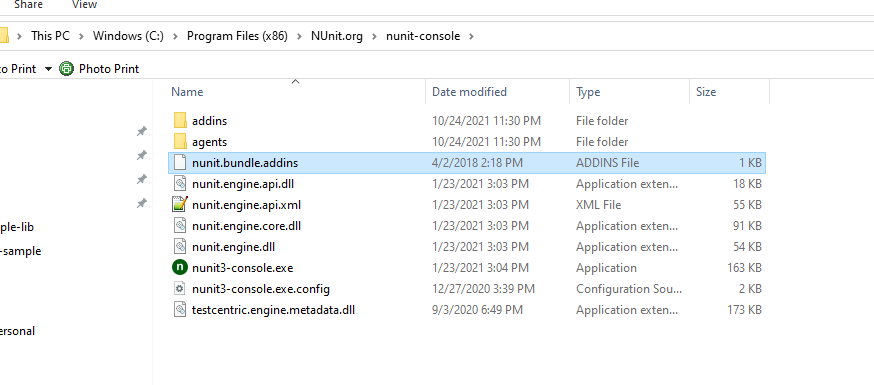 Share View
This PC > Windows (C:) > Program Files (x86) > NUnit.org > nunit-console >
to Print Photo Print
Name Date modified Type Size
addins 10/24/2021 11:30 PM File folder
agents 10/24/2021 11:30 PM File folder
nunit.bundle.addins 4/2/2018 2:18 PM ADDINS File 1 KB
nunit.engine.api.dll 1/23/2021 3:03 PM Application exten... 18 KB
nunit.engine.api.xml 1/23/2021 3:03 PM XML File 55 KB
ple-lib nunit.engine.core.dll 1/23/2021 3:03 PM Application exten... 91 KB
-sample nunit.engine.dll 1/23/2021 3:03 PM Application exten... 54 KB
nunit3-console.exe 1/23/2021 3:04 PM Application 163 KB
nunit3-console.exe.config 12/27/2020 3:39 PM Configuration Sou... 2 KB
testcentric.engine.metadata.dll 9/3/2020 6:49 PM Application exten... 173 KB
ersonal